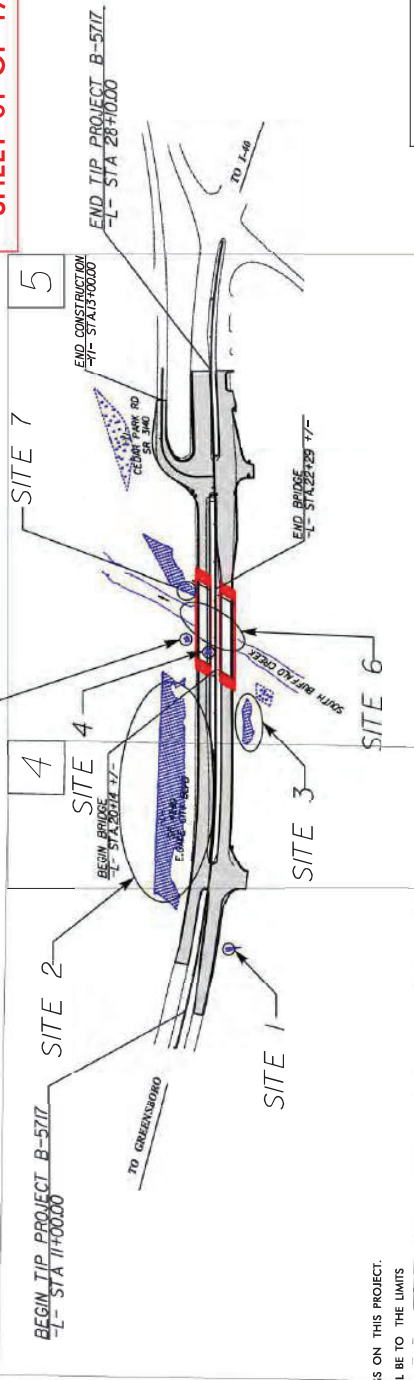 BEGIN TIP PROJECT B-5717
-L- STA 11+00.00
SITE 2
TO GREENSBORO
SITE 1
4
BEGIN BRIDGE
-L- STA.20+14 +/-
SITE 4
E. GATE CITY BLVD
SITE 3
SITE 7
SOUTH BUFFALO CREEK
SITE 6
5
CEDAR PARK RD
SR 3140
END CONSTRUCTION
-Y1- STA.13+00.00
END BRIDGE
-L- STA.22+29 +/-
END TIP PROJECT B-5717
-L- STA 28+10.00
TO I-40
ON THIS PROJECT.
L BE TO THE LIMITS